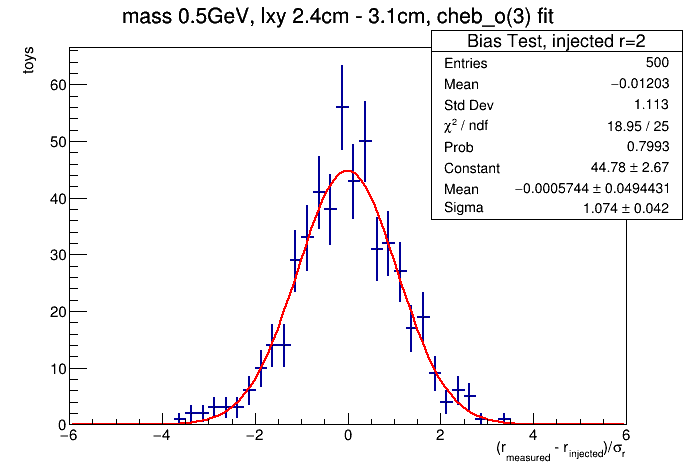 mass 0.5GeV, lxy 2.4cm - 3.1cm, cheb_o(3) fit
Bias Test, injected r=2
Entries 500
Mean −0.01203
Std Dev 1.113
χ² / ndf 18.95 / 25
Prob 0.7993
Constant 44.78 ± 2.67
Mean −0.0005744 ± 0.0494431
Sigma 1.074 ± 0.042
toys
60
50
40
30
20
10
0
−6 −4 −2 0 2 4 6
(r_measured - r_injected)/σ_r